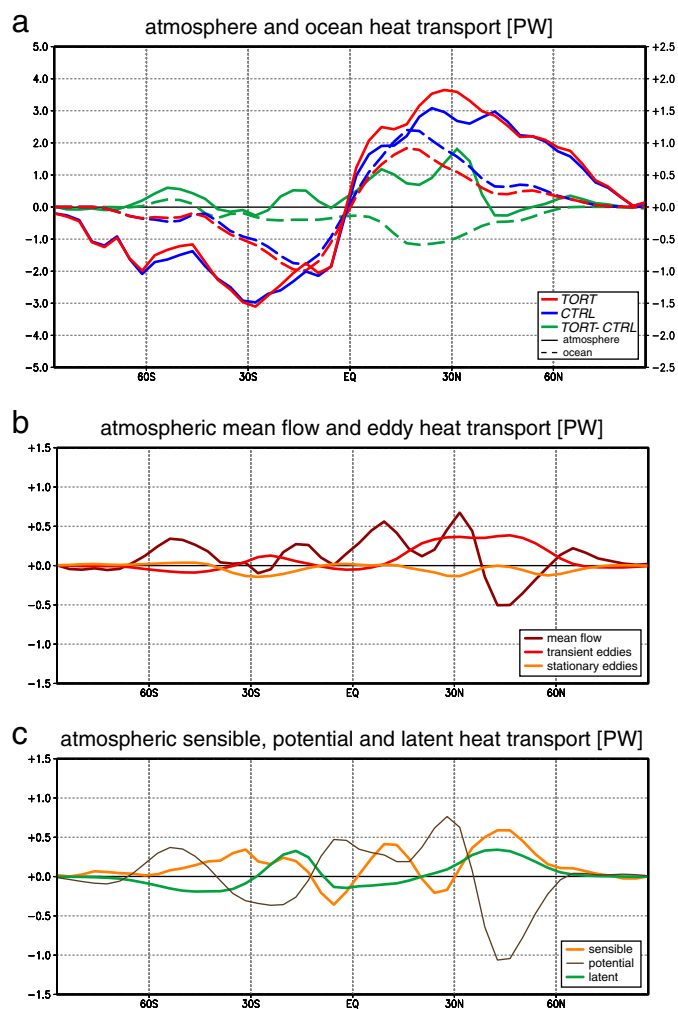 a
atmosphere and ocean heat transport [PW]
5.0 +2.5
4.0 +2.0
3.0 +1.5
2.0 +1.0
1.0 +0.5
0.0 +0.0
-1.0 -0.5
-2.0 -1.0
-3.0 -1.5
-4.0 -2.0
-5.0 -2.5
TORT
CTRL
TORT- CTRL
atmosphere
ocean
60S 30S EQ 30N 60N
b
atmospheric mean flow and eddy heat transport [PW]
+1.5
+1.0
+0.5
+0.0
-0.5
-1.0
-1.5
mean flow
transient eddies
stationary eddies
60S 30S EQ 30N 60N
c
atmospheric sensible, potential and latent heat transport [PW]
+1.5
+1.0
+0.5
+0.0
-0.5
-1.0
-1.5
sensible
potential
latent
60S 30S EQ 30N 60N